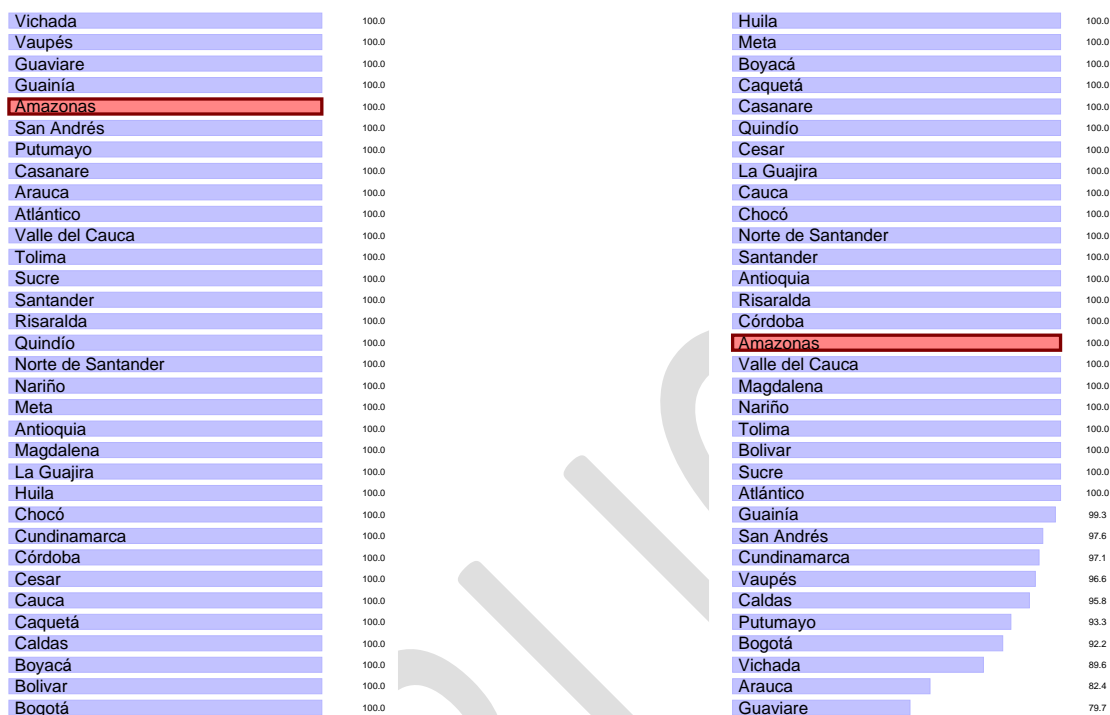 Vichada 100.0
Vaupés 100.0
Guaviare 100.0
Guainía 100.0
Amazonas 100.0
San Andrés 100.0
Putumayo 100.0
Casanare 100.0
Arauca 100.0
Atlántico 100.0
Valle del Cauca 100.0
Tolima 100.0
Sucre 100.0
Santander 100.0
Risaralda 100.0
Quindío 100.0
Norte de Santander 100.0
Nariño 100.0
Meta 100.0
Antioquia 100.0
Magdalena 100.0
La Guajira 100.0
Huila 100.0
Chocó 100.0
Cundinamarca 100.0
Córdoba 100.0
Cesar 100.0
Cauca 100.0
Caquetá 100.0
Caldas 100.0
Boyacá 100.0
Bolivar 100.0
Bogotá 100.0
Huila 100.0
Meta 100.0
Boyacá 100.0
Caquetá 100.0
Casanare 100.0
Quindío 100.0
Cesar 100.0
La Guajira 100.0
Cauca 100.0
Chocó 100.0
Norte de Santander 100.0
Santander 100.0
Antioquia 100.0
Risaralda 100.0
Córdoba 100.0
Amazonas 100.0
Valle del Cauca 100.0
Magdalena 100.0
Nariño 100.0
Tolima 100.0
Bolivar 100.0
Sucre 100.0
Atlántico 100.0
Guainía 99.3
San Andrés 97.6
Cundinamarca 97.1
Vaupés 96.6
Caldas 95.8
Putumayo 93.3
Bogotá 92.2
Vichada 89.6
Arauca 82.4
Guaviare 79.7